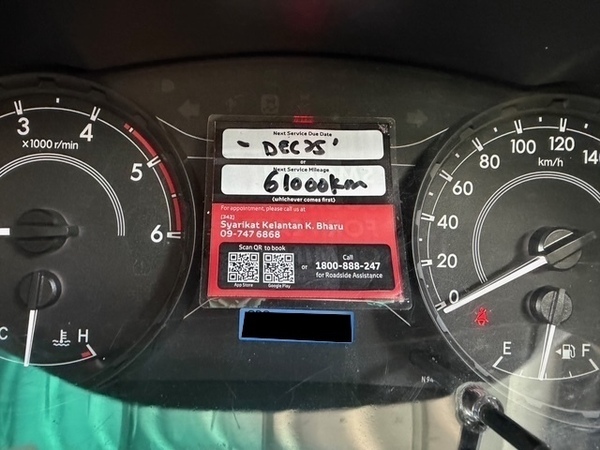 3
4
5
6
x1000 r/min
C
H
Next Service Due Date
- DEC 25'
or
Next Service Mileage
61000km
(whichever comes first)
For appointment, please call us at
(342)
Syarikat Kelantan K. Bharu
09-747 6868
Scan QR to book
App Store
Google Play
or
Call
1800-888-247
for Roadside Assistance
0
20
40
60
80
100
120
140
km/h
E
F